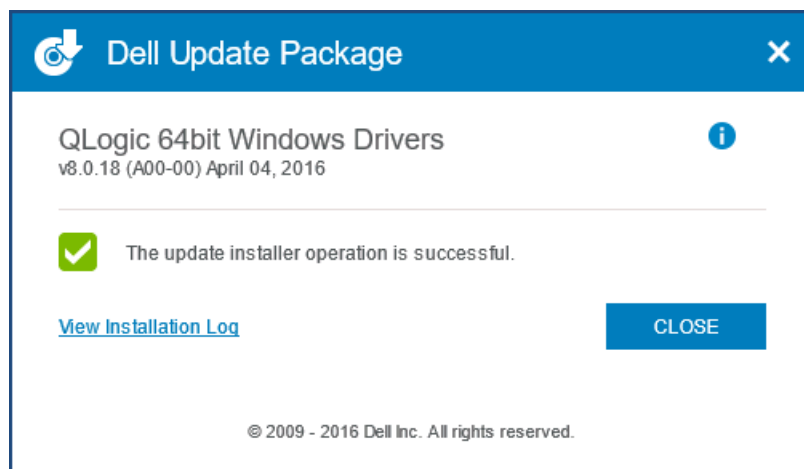 Dell Update Package
QLogic 64bit Windows Drivers
v8.0.18 (A00-00) April 04, 2016
The update installer operation is successful.
View Installation Log
CLOSE
© 2009 - 2016 Dell Inc. All rights reserved.